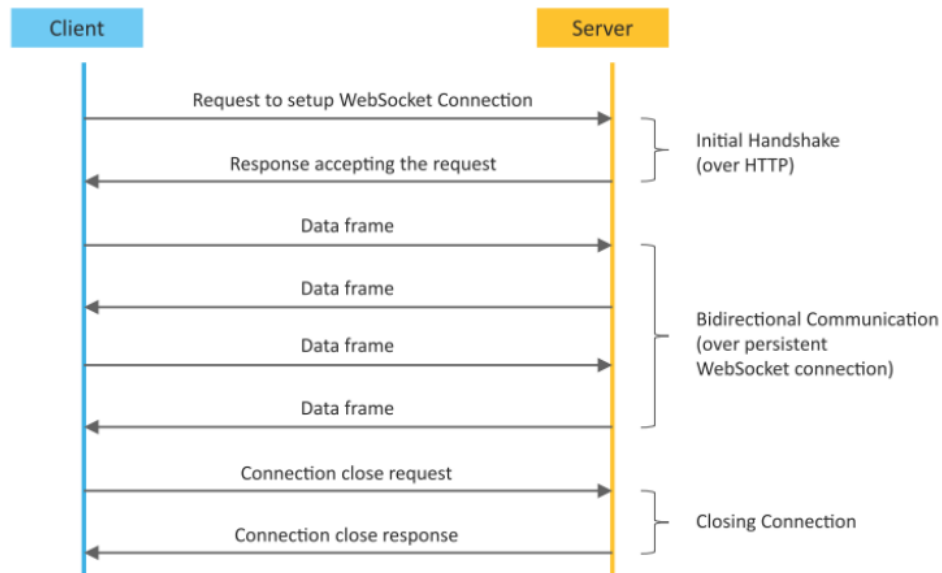 Client
Server
Request to setup WebSocket Connection
Response accepting the request
Initial Handshake
(over HTTP)
Data frame
Data frame
Data frame
Data frame
Bidirectional Communication
(over persistent
WebSocket connection)
Connection close request
Connection close response
Closing Connection